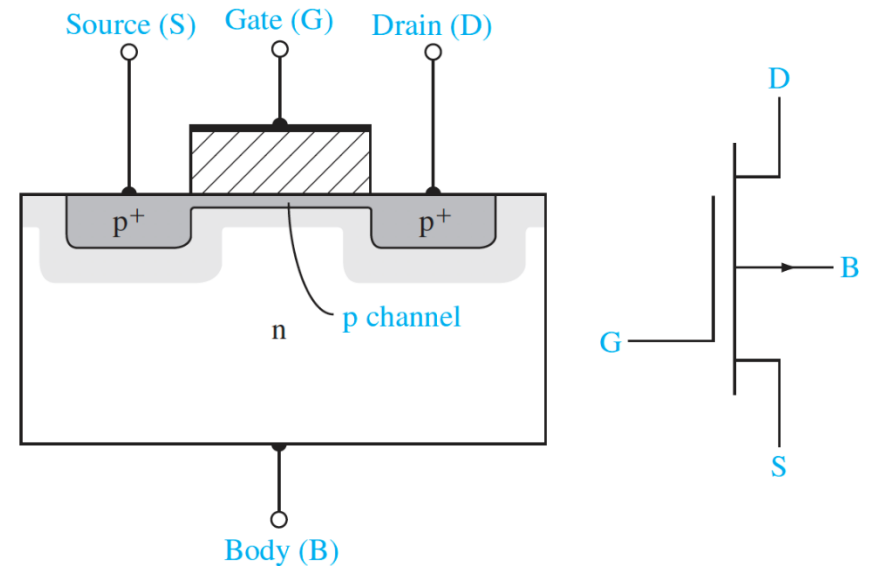 Source (S)
Gate (G)
Drain (D)
p+
p+
p channel
n
Body (B)
D
B
G
S